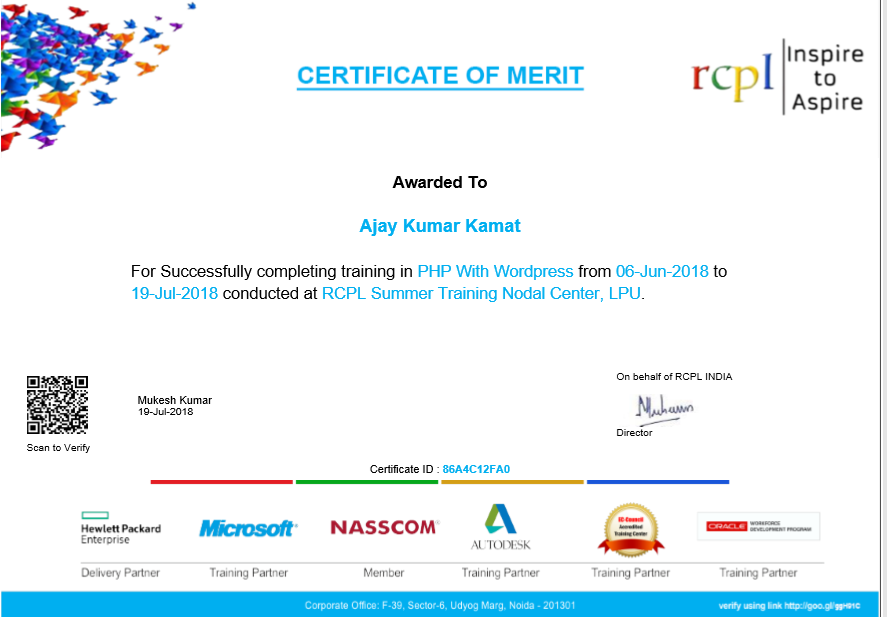 CERTIFICATE OF MERIT
rcpl
Inspire
to
Aspire
Awarded To
Ajay Kumar Kamat
For Successfully completing training in PHP With Wordpress from 06-Jun-2018 to
19-Jul-2018 conducted at RCPL Summer Training Nodal Center, LPU.
Scan to Verify
Mukesh Kumar
19-Jul-2018
On behalf of RCPL INDIA
Director
Certificate ID : 86A4C12FA0
Hewlett Packard
Enterprise
Microsoft
NASSCOM
AUTODESK
EC-Council
Accredited
Training Center
ORACLE WORKFORCE
DEVELOPMENT PROGRAM
Delivery Partner Training Partner Member Training Partner Training Partner Training Partner
Corporate Office: F-39, Sector-6, Udyog Marg, Noida - 201301
verify using link